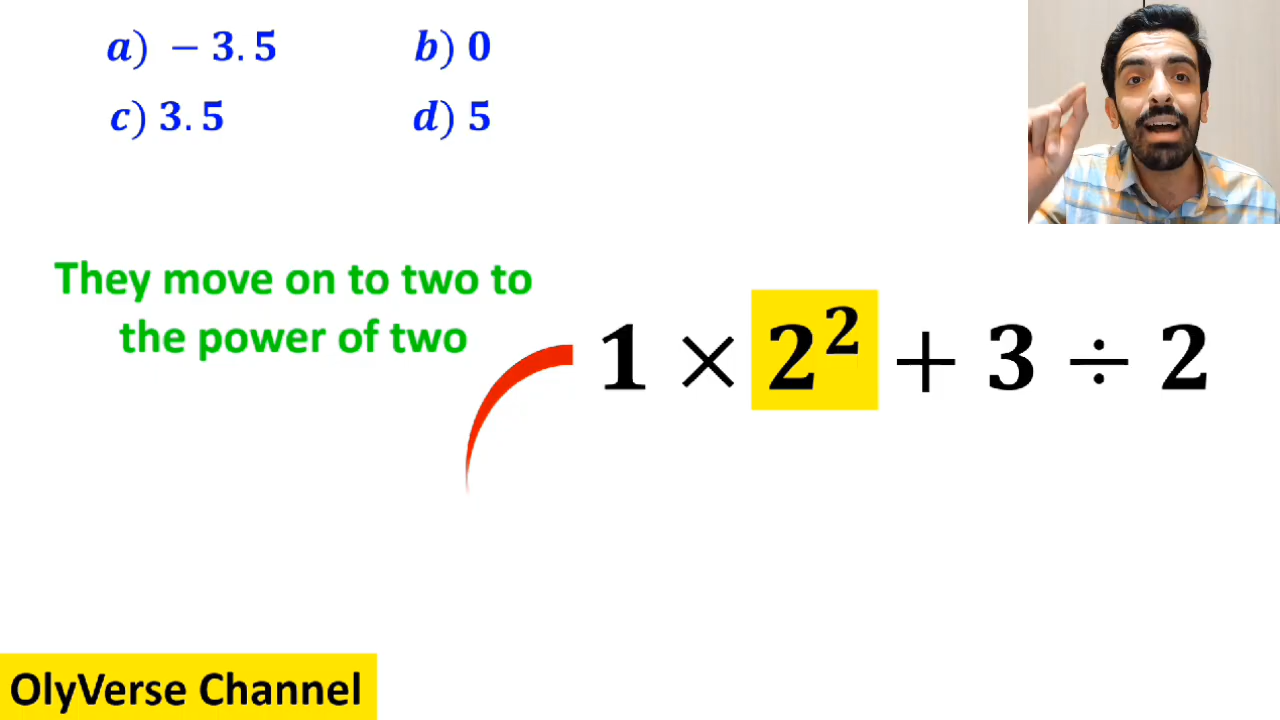 a) − 3.5 b) 0
c) 3.5 d) 5
They move on to two to
the power of two
1 × 2² + 3 ÷ 2
OlyVerse Channel